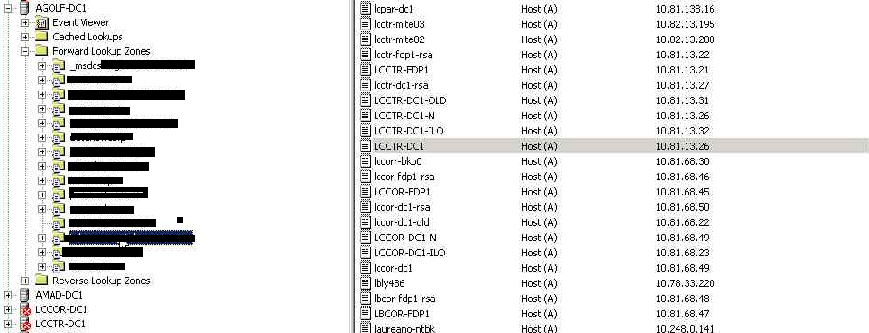 AGOLF-DC1
Event Viewer
Cached Lookups
Forward Lookup Zones
_msdcs
Reverse Lookup Zones
AMAD-DC1
LCCOR-DC1
LCCTR-DC1
lcpar-dc1 Host (A) 10.81.138.16
lcctr-mte03 Host (A) 10.82.13.195
lcctr-mte02 Host (A) 10.82.13.200
lcctr-fdp1-rsa Host (A) 10.81.13.22
LCCTR-FDP1 Host (A) 10.81.13.21
lcctr-dc1-rsa Host (A) 10.81.13.27
LCCTR-DC1-OLD Host (A) 10.81.13.31
LCCTR-DC1-N Host (A) 10.81.13.26
LCCTR-DC1-ILO Host (A) 10.81.13.32
LCCTR-DC1 Host (A) 10.81.13.26
Host (A) 10.81.68.30
lccor-fdp1-rsa Host (A) 10.81.68.46
LCCOR-FDP1 Host (A) 10.81.68.45
lccor-dc1-rsa Host (A) 10.81.68.50
lccor-dc1-old Host (A) 10.81.68.22
LCCOR-DC1-N Host (A) 10.81.68.49
LCCOR-DC1-ILO Host (A) 10.81.68.23
lccor-dc1 Host (A) 10.81.68.49
Host (A) 10.78.33.220
lbcor-fdp1-rsa Host (A) 10.81.68.48
LBCOR-FDP1 Host (A) 10.81.68.47
laureano-ntbk Host (A) 10.248.0.141